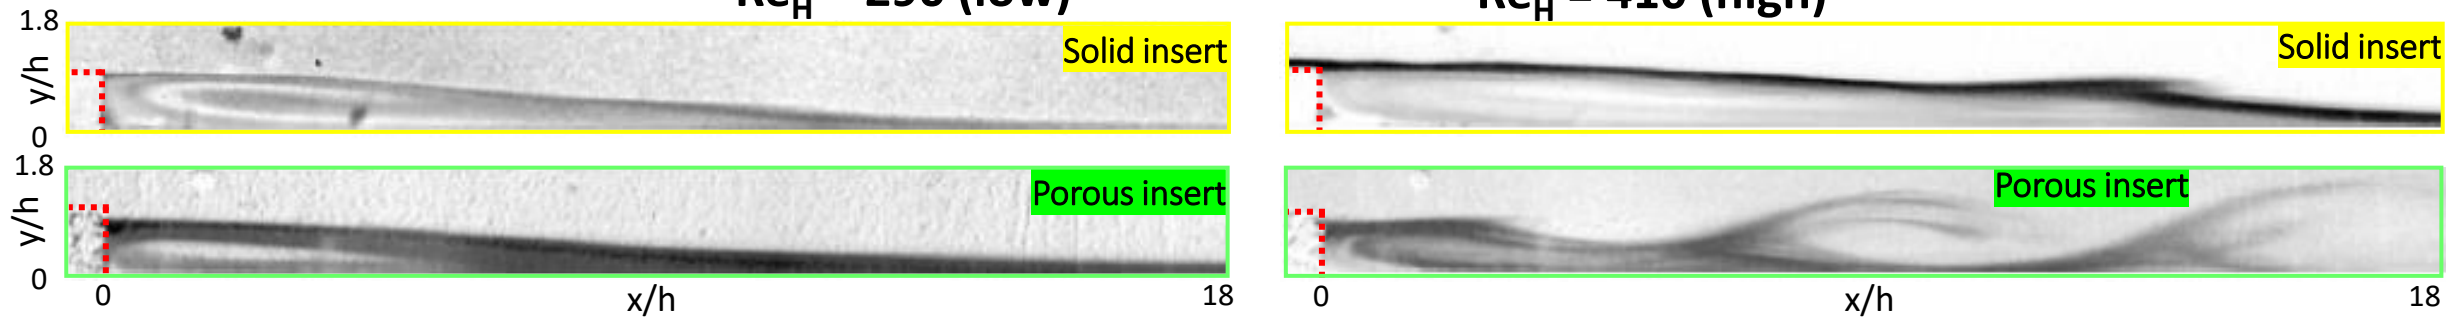 1.8
Solid insert
y/h
0
Solid insert
1.8
Porous insert
y/h
0
Porous insert
0
x/h
18
0
x/h
18